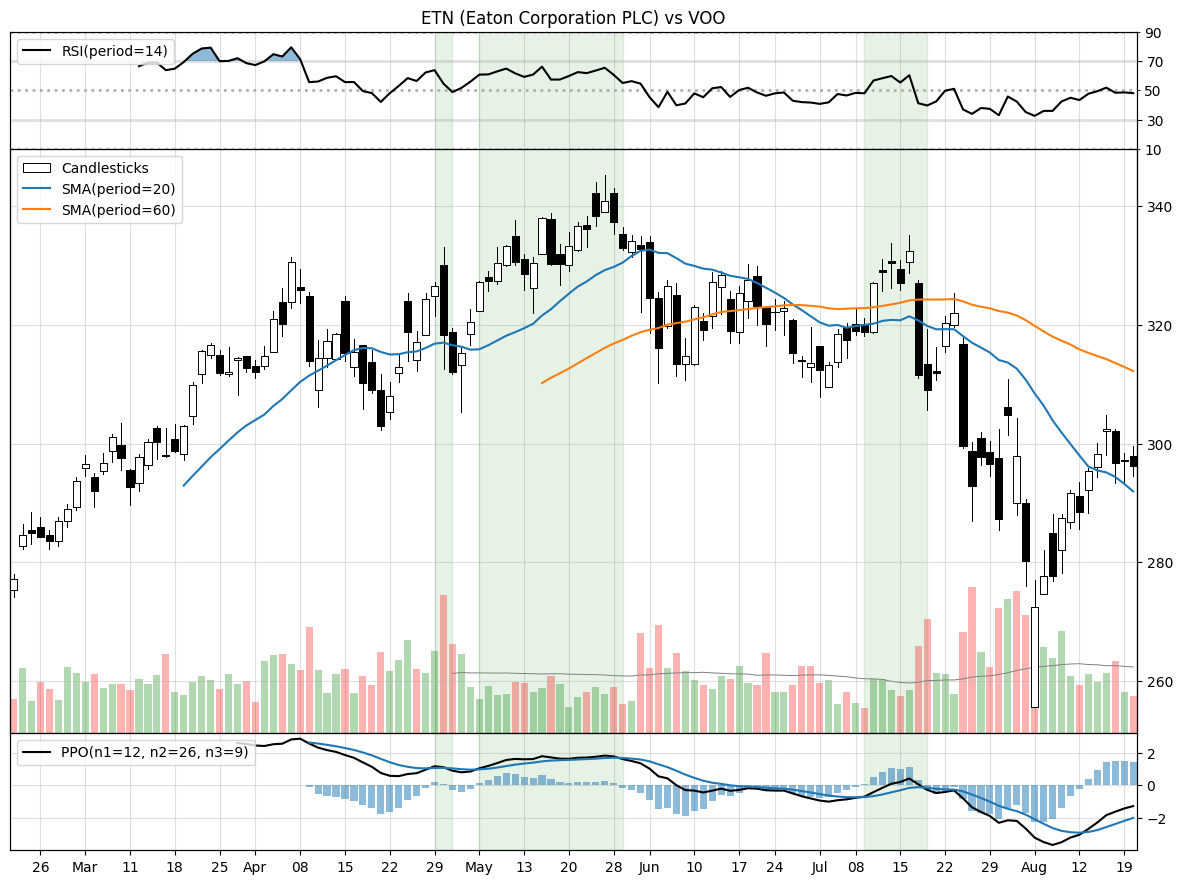 ETN (Eaton Corporation PLC) vs VOO
RSI(period=14)
90
70
50
30
10
Candlesticks
SMA(period=20)
SMA(period=60)
340
320
300
280
260
PPO(n1=12, n2=26, n3=9)
2
0
−2
26 Mar 11 18 25 Apr 08 15 22 29 May 13 20 28 Jun 10 17 24 Jul 08 15 22 29 Aug 12 19